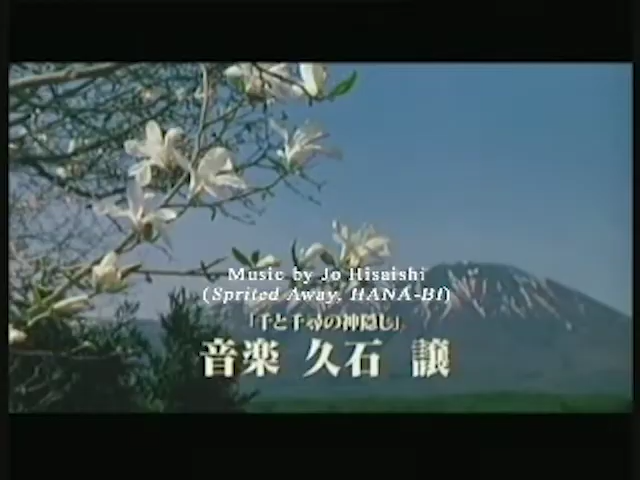 Music by Jo Hisaishi
(Sprited Away, HANA-BI)
「千と千尋の神隠し」
音楽 久石 譲